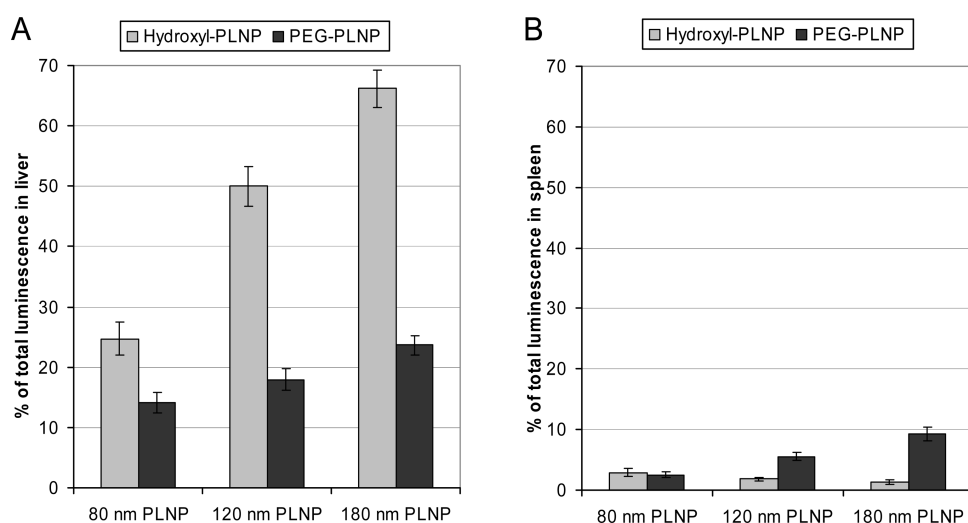 A
Hydroxyl-PLNP PEG-PLNP
% of total luminescence in liver
70
60
50
40
30
20
10
0
80 nm PLNP 120 nm PLNP 180 nm PLNP
B
Hydroxyl-PLNP PEG-PLNP
% of total luminescence in spleen
70
60
50
40
30
20
10
0
80 nm PLNP 120 nm PLNP 180 nm PLNP